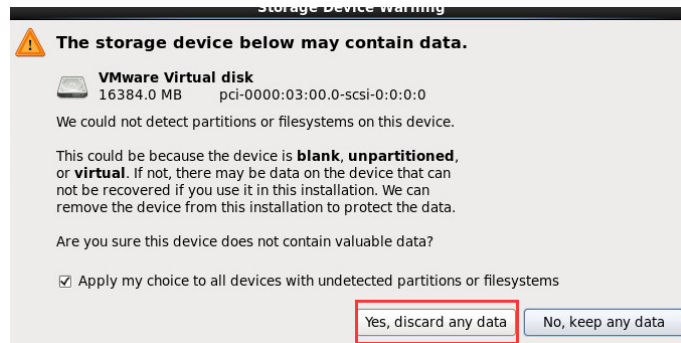 Storage Device Warning
The storage device below may contain data.
VMware Virtual disk
16384.0 MB pci-0000:03:00.0-scsi-0:0:0:0
We could not detect partitions or filesystems on this device.
This could be because the device is blank, unpartitioned,
or virtual. If not, there may be data on the device that can
not be recovered if you use it in this installation. We can
remove the device from this installation to protect the data.
Are you sure this device does not contain valuable data?
Apply my choice to all devices with undetected partitions or filesystems
Yes, discard any data No, keep any data